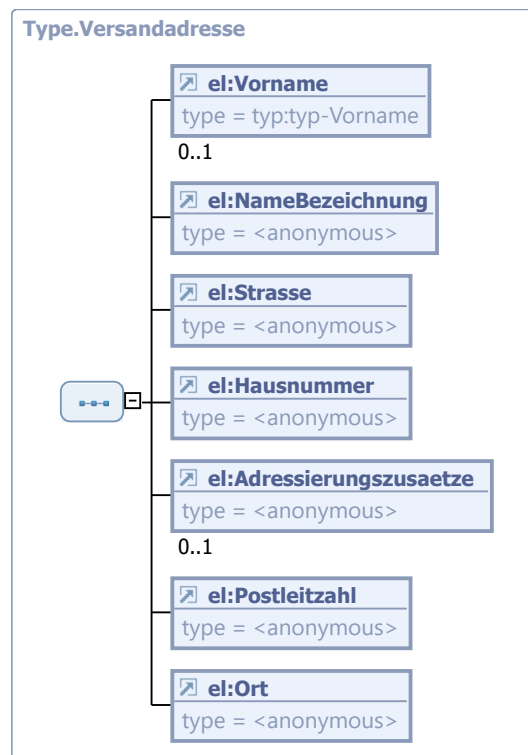 Type.Versandadresse
el:Vorname
type = typ:typ-Vorname
0..1
el:NameBezeichnung
type = <anonymous>
el:Strasse
type = <anonymous>
el:Hausnummer
type = <anonymous>
el:Adressierungszusaetze
type = <anonymous>
0..1
el:Postleitzahl
type = <anonymous>
el:Ort
type = <anonymous>